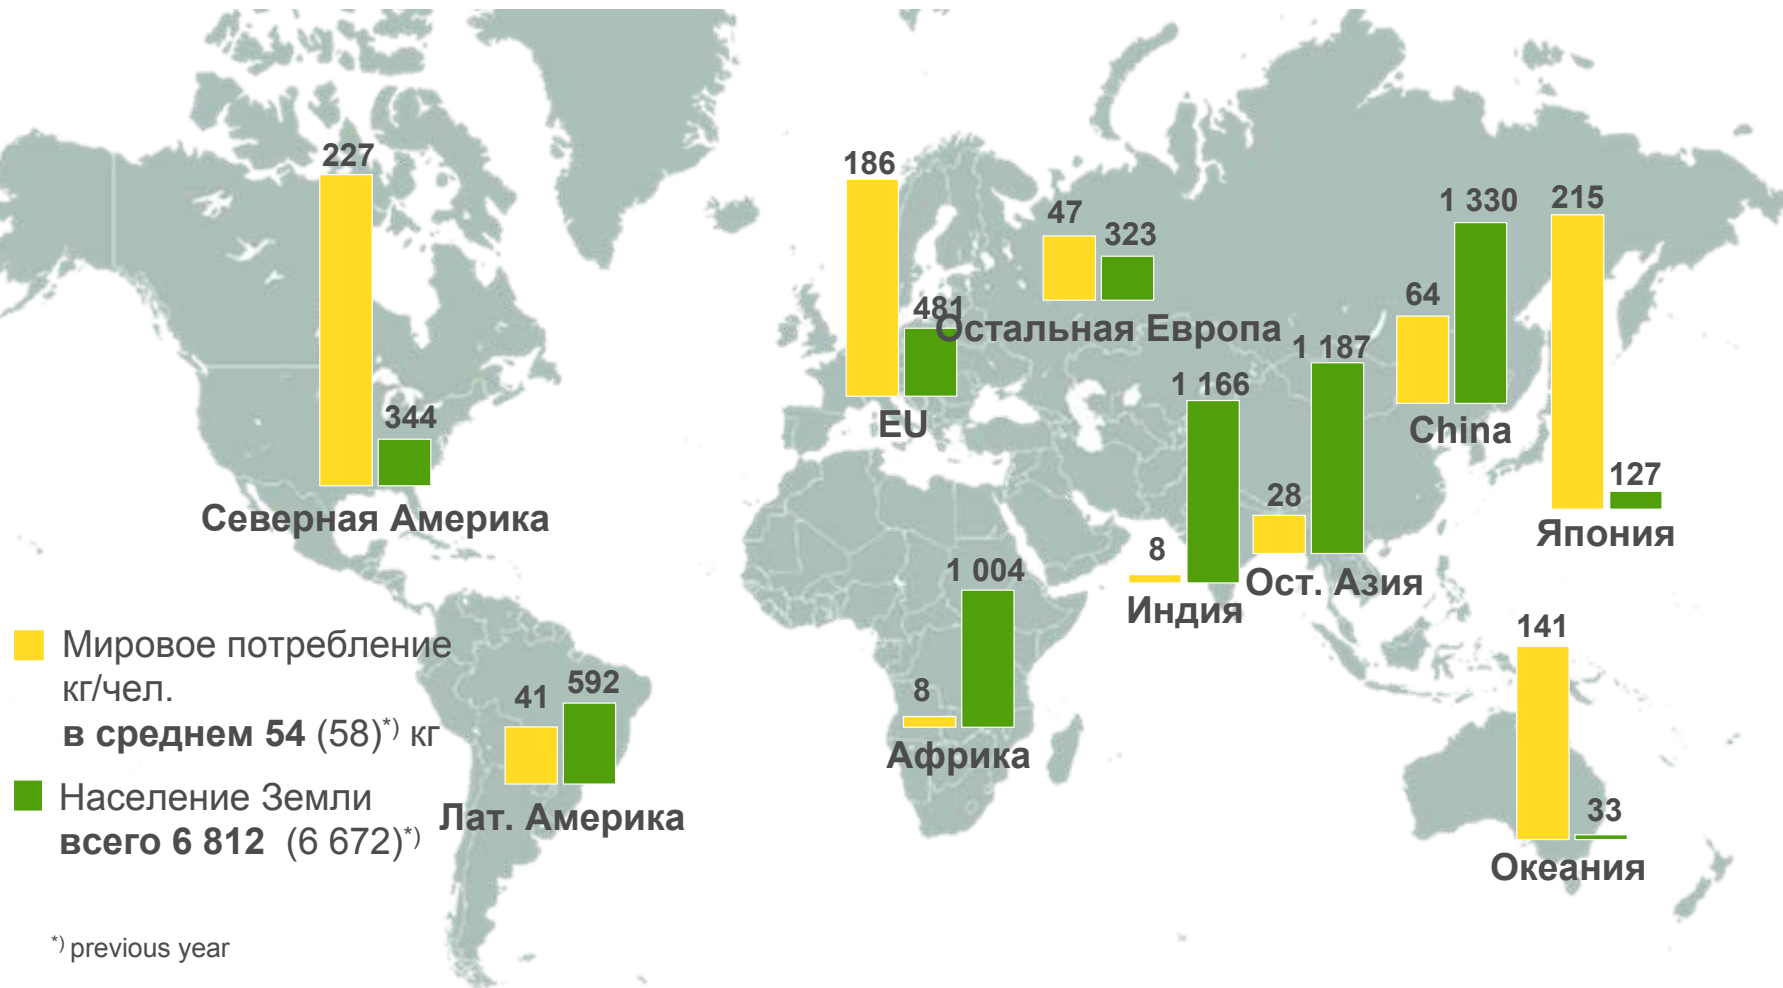 227
344
Северная Америка
186
481
EU
47
323
Остальная Европа
1 330
64
China
215
127
Япония
1 187
28
Ост. Азия
1 166
8
Индия
1 004
8
Африка
41
592
Лат. Америка
141
33
Океания
Мировое потребление
кг/чел.
в среднем 54 (58)*) кг
Население Земли
всего 6 812 (6 672)*)
*) previous year